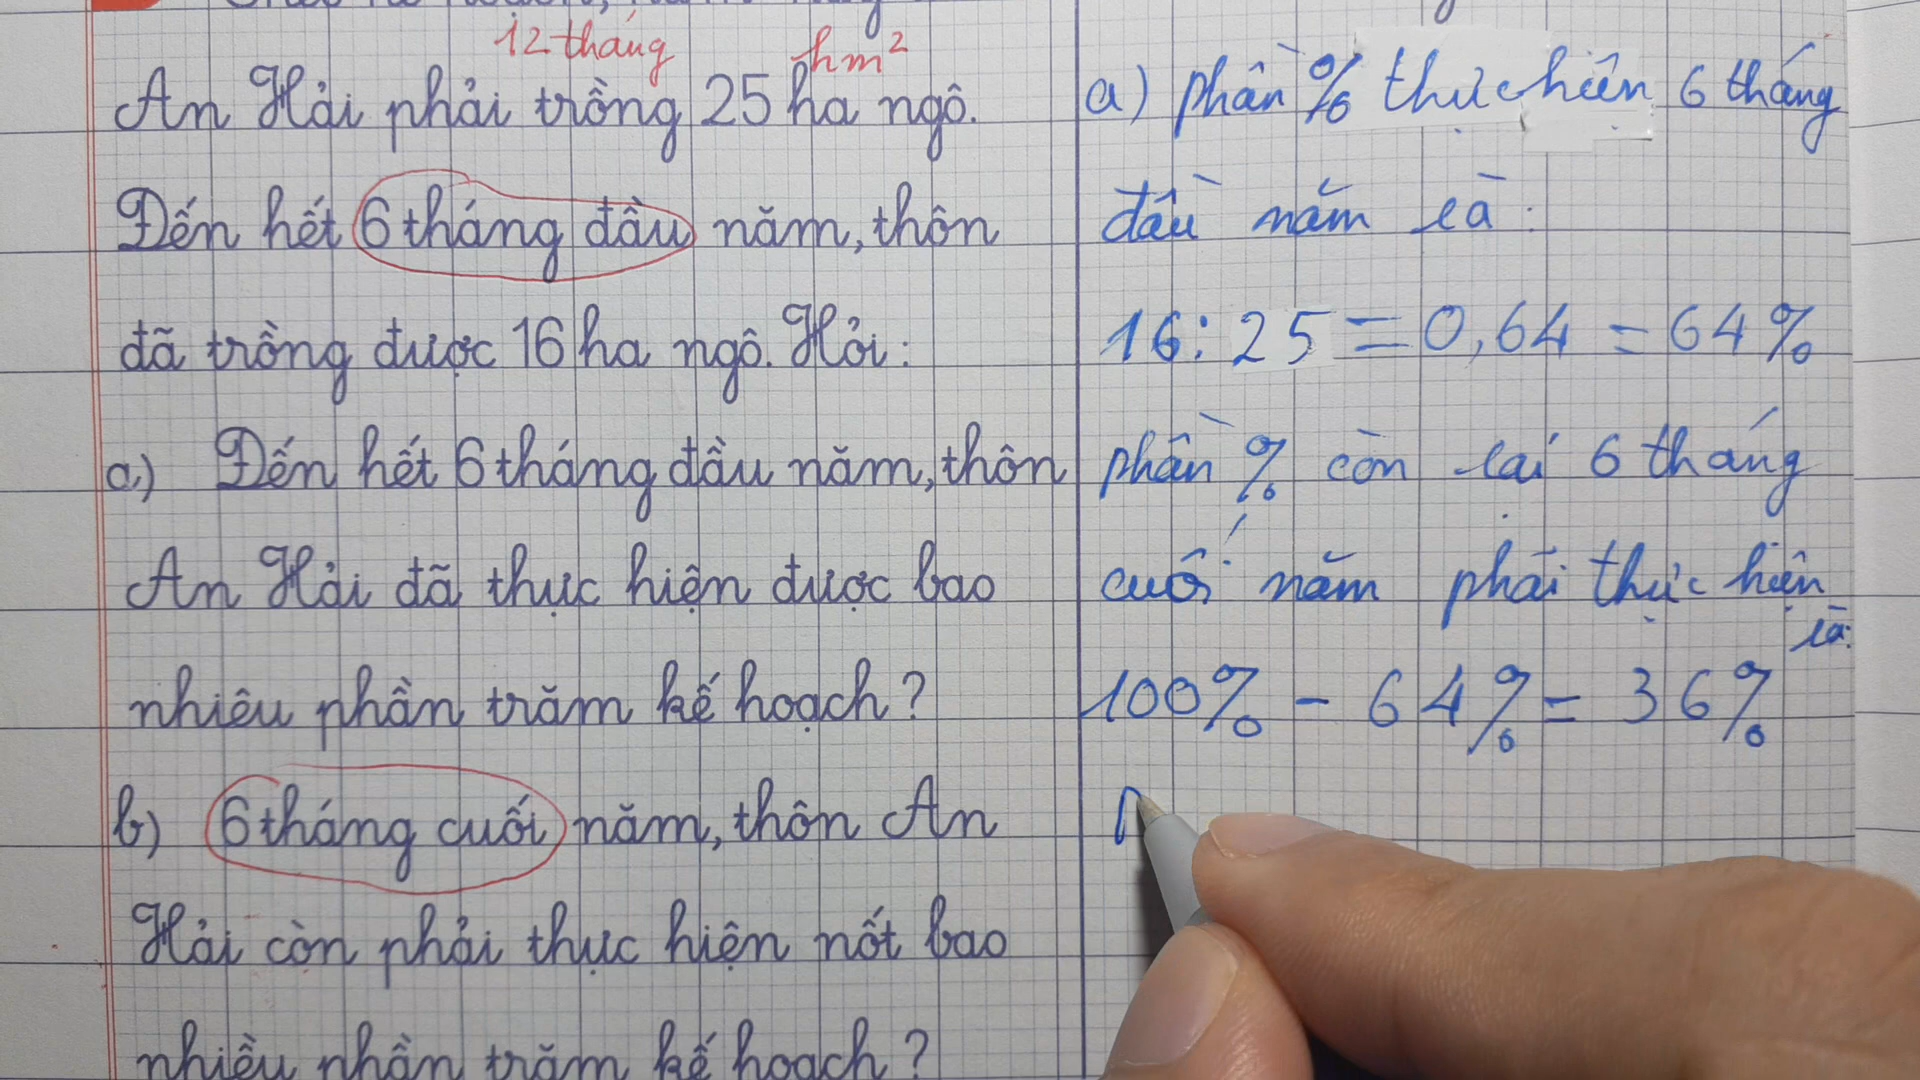 12 tháng hm²
An Hải phải trồng 25 ha ngô.
Đến hết 6 tháng đầu năm, thôn
đã trồng được 16 ha ngô. Hỏi:
a) Đến hết 6 tháng đầu năm, thôn
An Hải đã thực hiện được bao
nhiêu phần trăm kế hoạch?
b) 6 tháng cuối năm, thôn An
Hải còn phải thực hiện nốt bao
nhiêu phần trăm kế hoạch?
a) phần % thực hiện 6 tháng
đầu năm là:
16 : 25 = 0,64 = 64%
phần % còn lại 6 tháng
cuối năm phải thực hiện
là:
100% - 64% = 36%